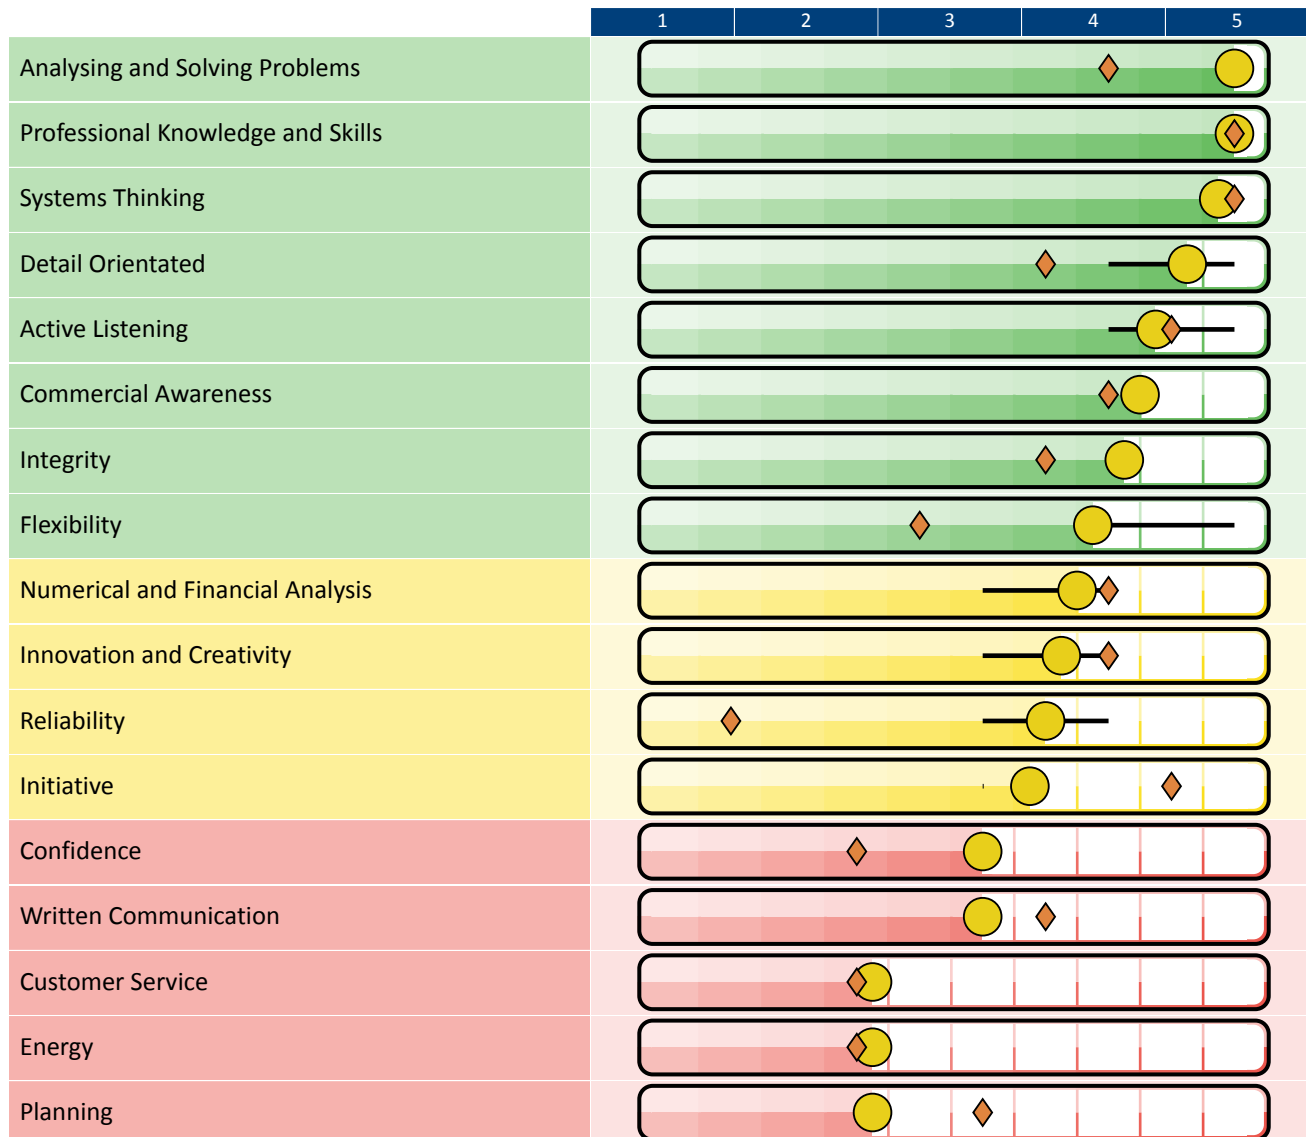 1 2 3 4 5
Analysing and Solving Problems
Professional Knowledge and Skills
Systems Thinking
Detail Orientated
Active Listening
Commercial Awareness
Integrity
Flexibility
Numerical and Financial Analysis
Innovation and Creativity
Reliability
Initiative
Confidence
Written Communication
Customer Service
Energy
Planning